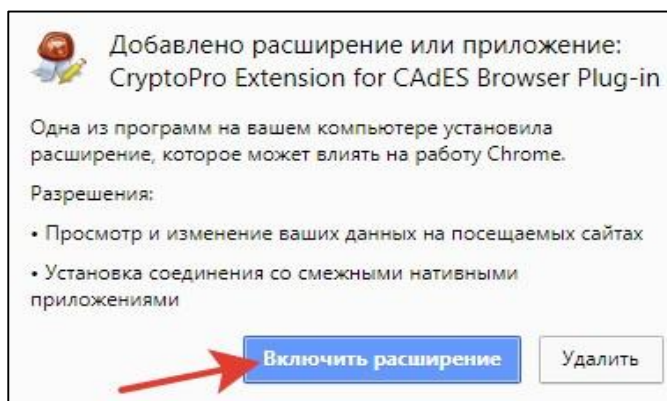 Добавлено расширение или приложение:
CryptoPro Extension for CAdES Browser Plug-in
Одна из программ на вашем компьютере установила
расширение, которое может влиять на работу Chrome.
Разрешения:
• Просмотр и изменение ваших данных на посещаемых сайтах
• Установка соединения со смежными нативными
приложениями
Включить расширение
Удалить